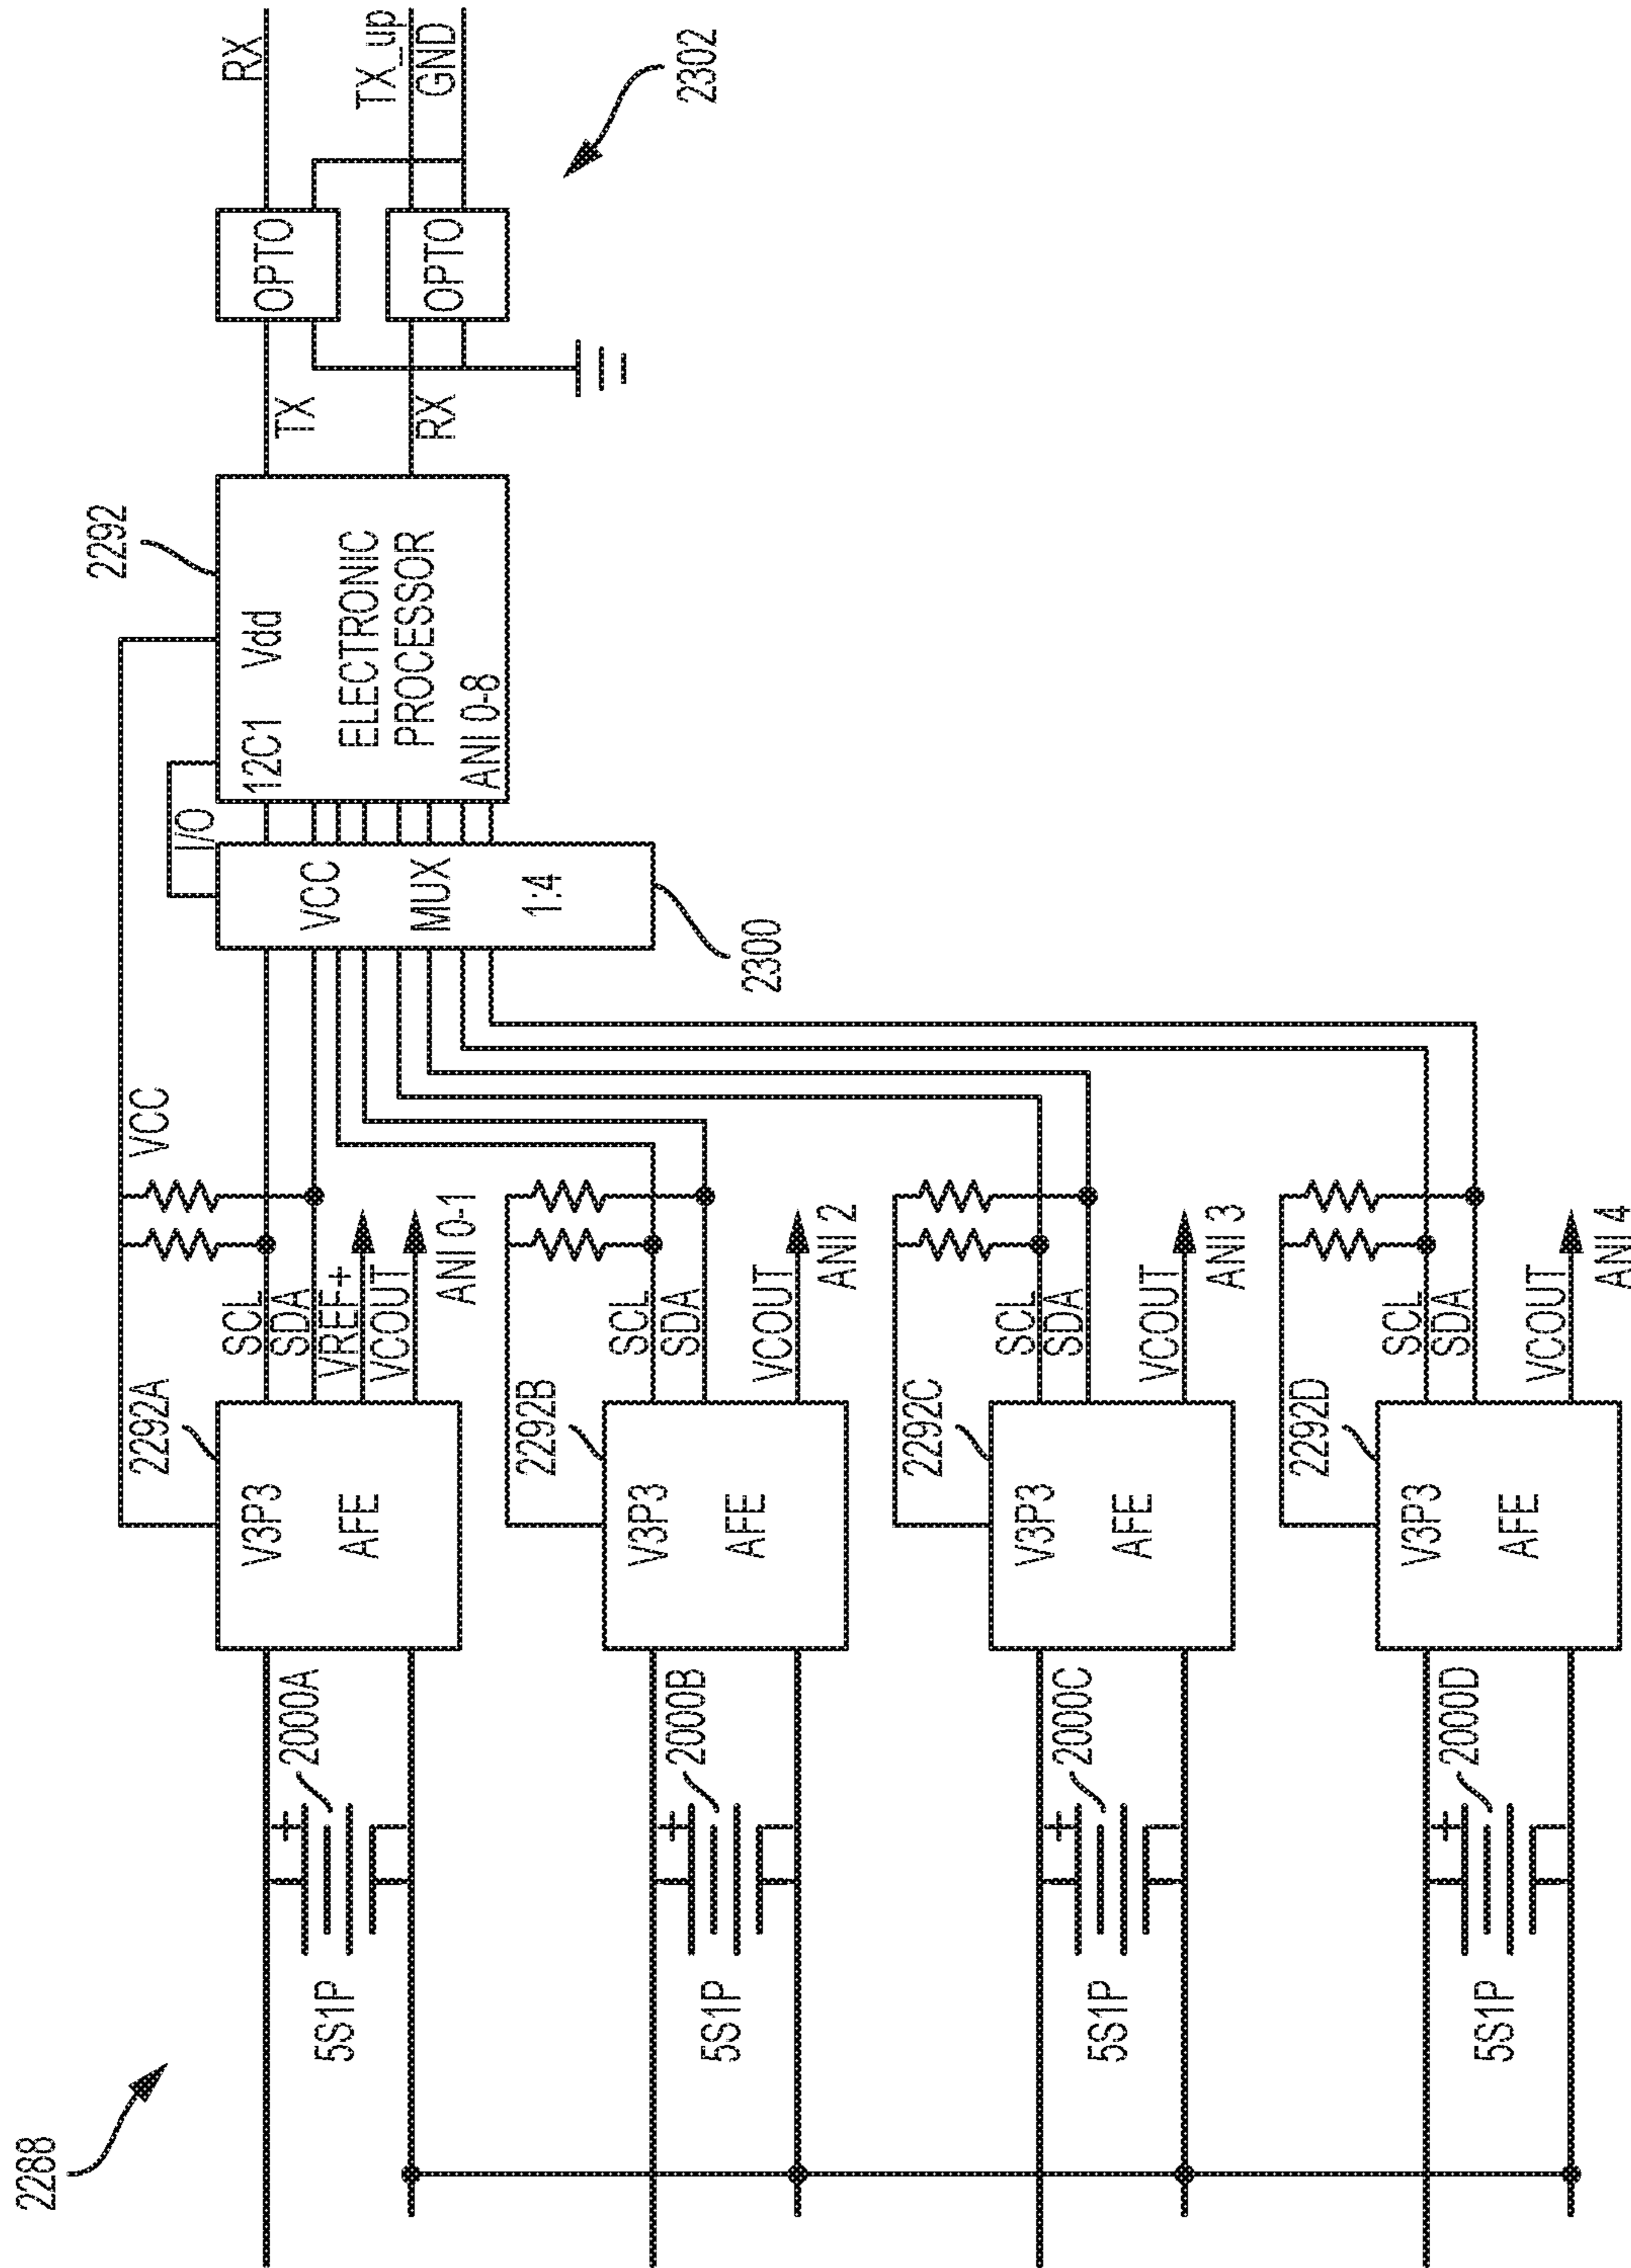 2288
5S1P
+
2000A
V3P3
AFE
2292A
SCL
SDA
VREF+
VCOUT
ANI 0-1
VCC
5S1P
+
2000B
V3P3
AFE
2292B
SCL
SDA
VCOUT
ANI 2
5S1P
+
2000C
V3P3
AFE
2292C
SCL
SDA
VCOUT
ANI 3
5S1P
+
2000D
V3P3
AFE
2292D
SCL
SDA
VCOUT
ANI 4
I/O
VCC
MUX
1:4
2300
2292
12C1 Vdd
ELECTRONIC
PROCESSOR
ANI 0-8
TX
RX
OPTO
OPTO
RX
TX_up
GND
2302